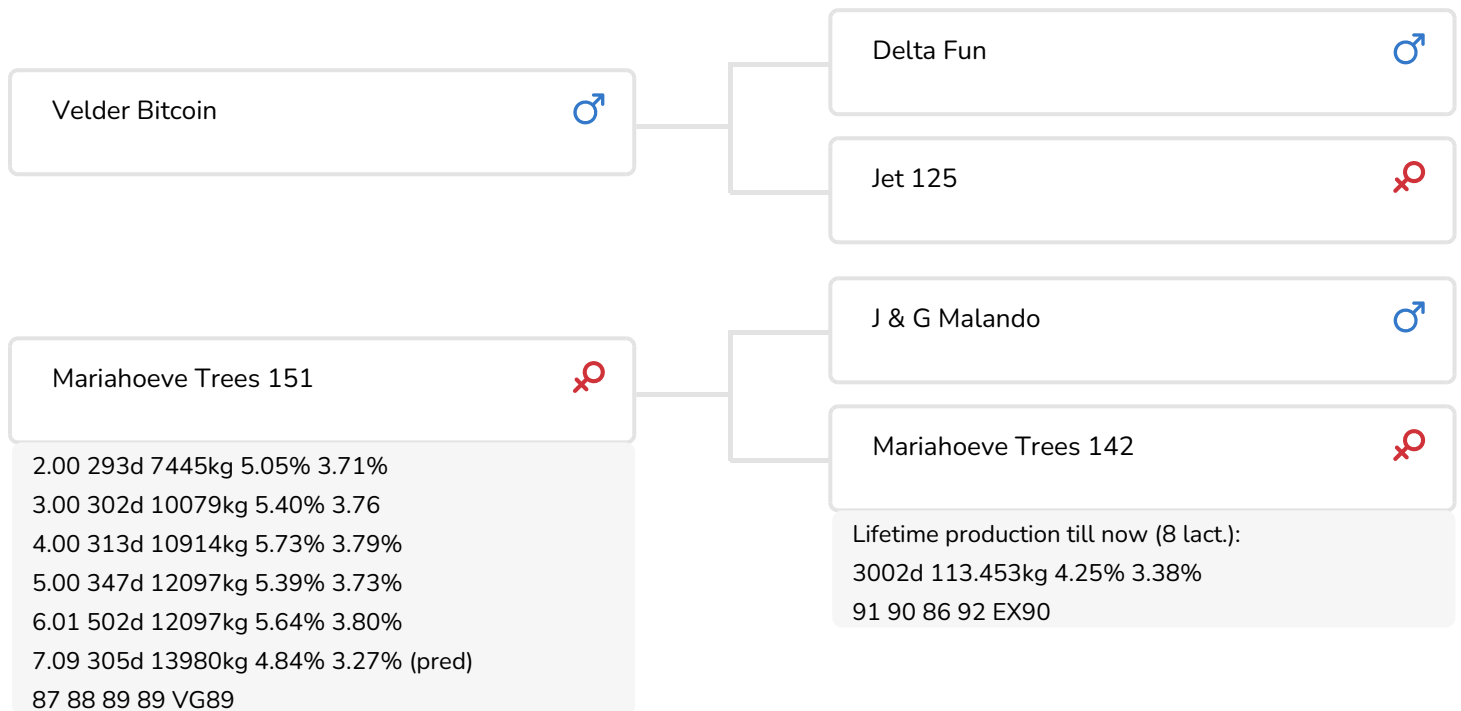 Velder Bitcoin
Delta Fun
Jet 125
Mariahoeve Trees 151
2.00 293d 7445kg 5.05% 3.71%
3.00 302d 10079kg 5.40% 3.76
4.00 313d 10914kg 5.73% 3.79%
5.00 347d 12097kg 5.39% 3.73%
6.01 502d 12097kg 5.64% 3.80%
7.09 305d 13980kg 4.84% 3.27% (pred)
87 88 89 89 VG89
J & G Malando
Mariahoeve Trees 142
Lifetime production till now (8 lact.):
3002d 113.453kg 4.25% 3.38%
91 90 86 92 EX90